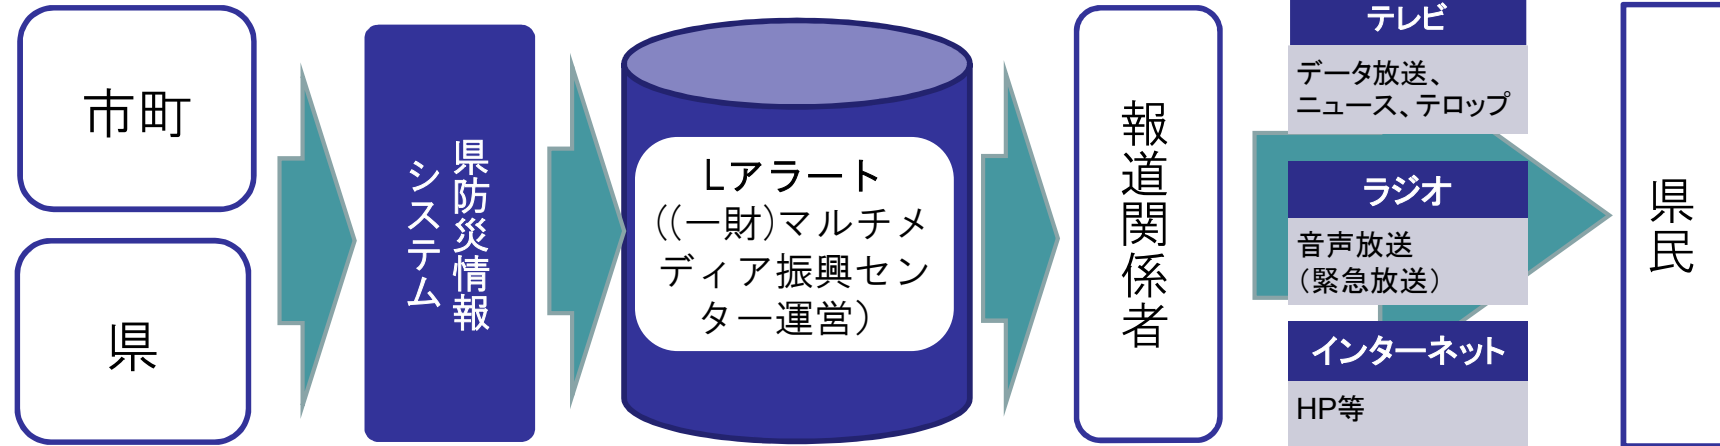 市町
県
県防災情報
システム
Lアラート
((一財)マルチメ
ディア振興セン
ター運営）
報道関係者
テレビ
データ放送、
ニュース、テロップ
ラジオ
音声放送
（緊急放送）
インターネット
HP等
県民